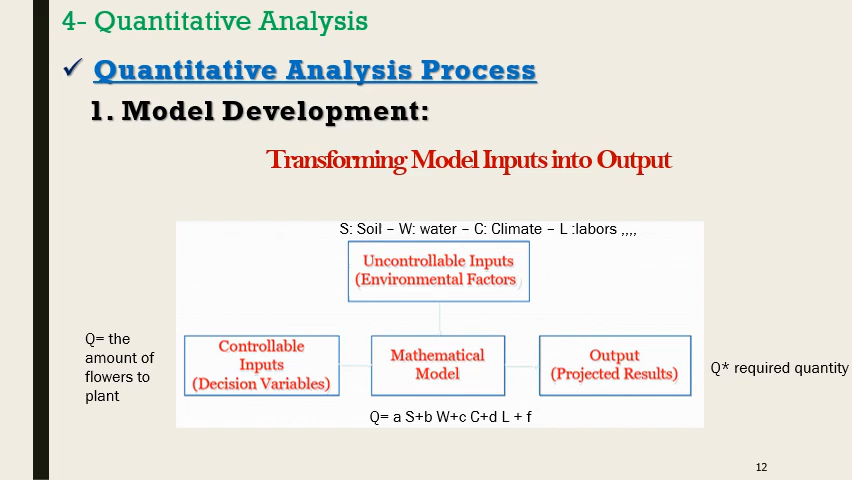 4- Quantitative Analysis
✓ Quantitative Analysis Process
1. Model Development:
Transforming Model Inputs into Output
S: Soil – W: water – C: Climate – L :labors ,,,,
Uncontrollable Inputs
(Environmental Factors )
Q= the
amount of
flowers to
plant
Controllable
Inputs
(Decision Variables)
Mathematical
Model
Output
(Projected Results)
Q* required quantity
Q= a S+b W+c C+d L + f
12